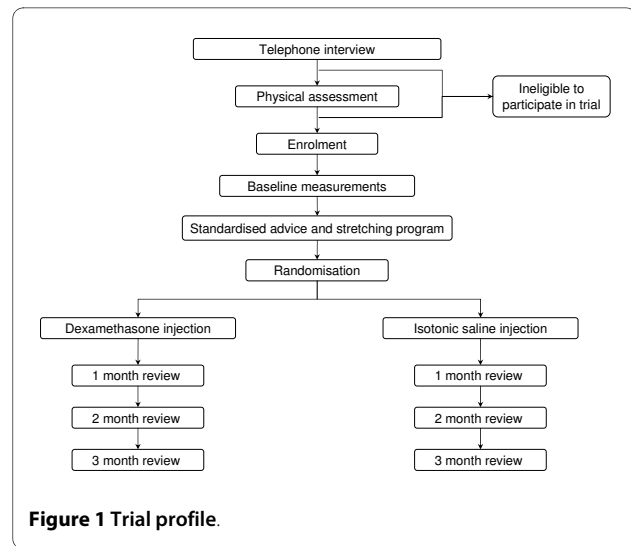 Telephone interview
Physical assessment
Ineligible to
participate in trial
Enrolment
Baseline measurements
Standardised advice and stretching program
Randomisation
Dexamethasone injection
Isotonic saline injection
1 month review
1 month review
2 month review
2 month review
3 month review
3 month review
Figure 1 Trial profile.